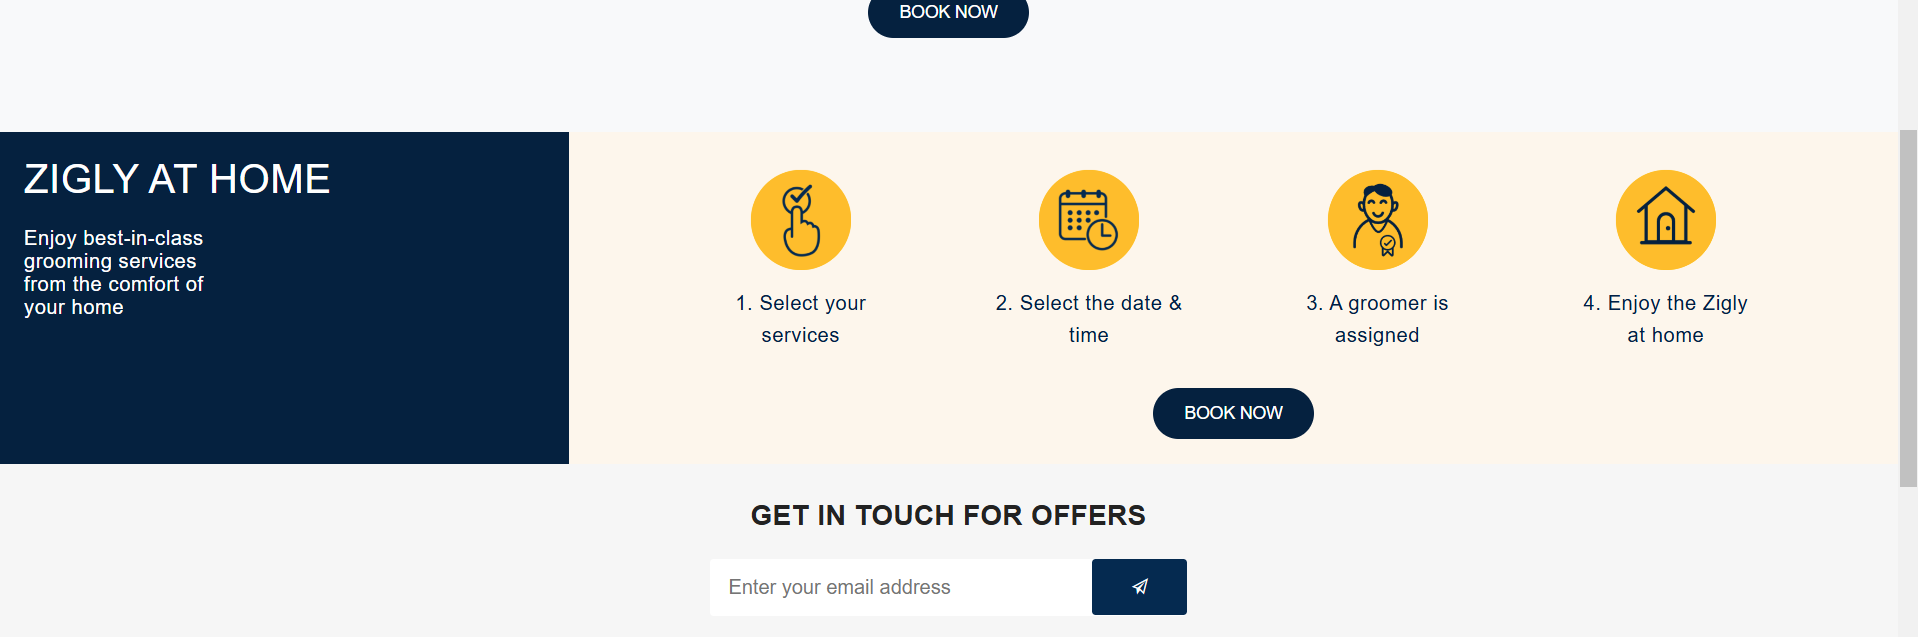 BOOK NOW
ZIGLY AT HOME
Enjoy best-in-class
grooming services
from the comfort of
your home
1. Select your
services
2. Select the date &
time
3. A groomer is
assigned
4. Enjoy the Zigly
at home
BOOK NOW
GET IN TOUCH FOR OFFERS
Enter your email address